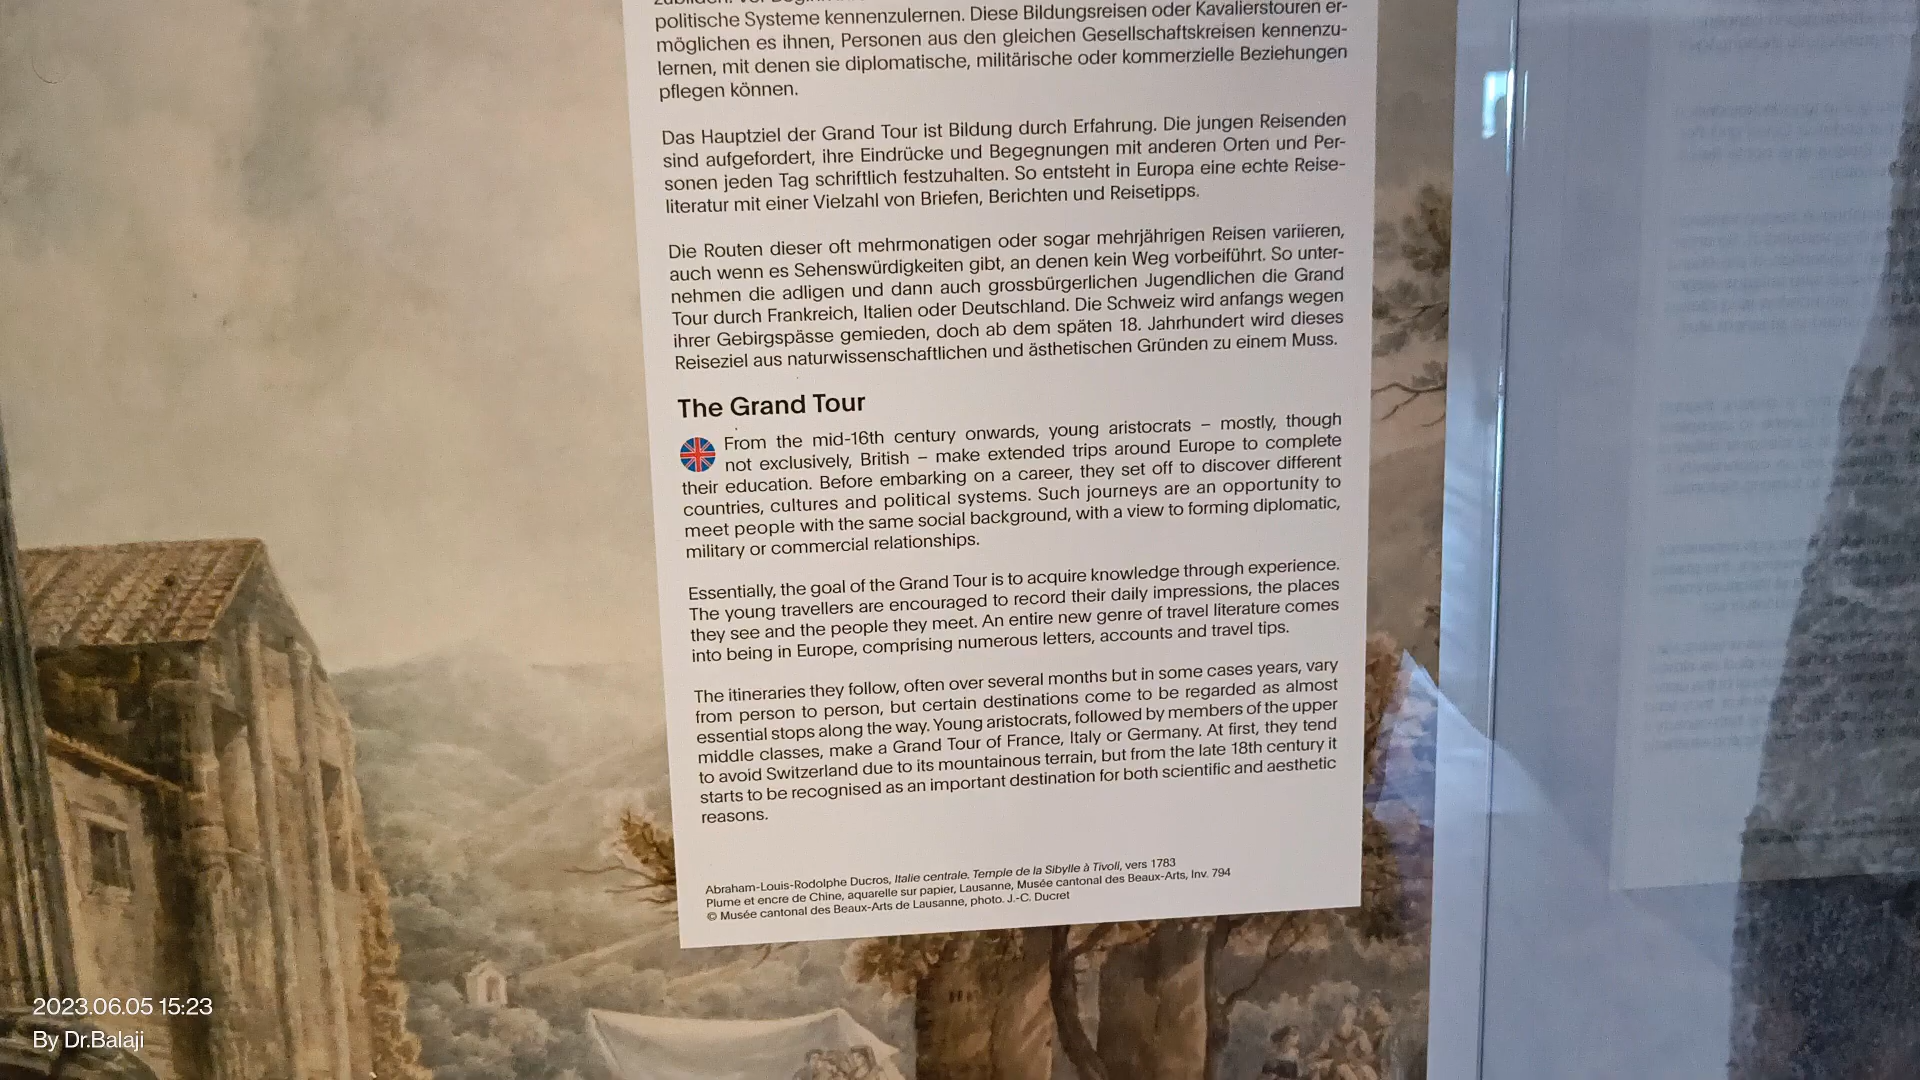 politische Systeme kennenzulernen. Diese Bildungsreisen oder Kavalierstouren er-
möglichen es ihnen, Personen aus den gleichen Gesellschaftskreisen kennenzu-
lernen, mit denen sie diplomatische, militärische oder kommerzielle Beziehungen
pflegen können.
Das Hauptziel der Grand Tour ist Bildung durch Erfahrung. Die jungen Reisenden
sind aufgefordert, ihre Eindrücke und Begegnungen mit anderen Orten und Per-
sonen jeden Tag schriftlich festzuhalten. So entsteht in Europa eine echte Reise-
literatur mit einer Vielzahl von Briefen, Berichten und Reisetipps.
Die Routen dieser oft mehrmonatigen oder sogar mehrjährigen Reisen variieren,
auch wenn es Sehenswürdigkeiten gibt, an denen kein Weg vorbeiführt. So unter-
nehmen die adligen und dann auch grossbürgerlichen Jugendlichen die Grand
Tour durch Frankreich, Italien oder Deutschland. Die Schweiz wird anfangs wegen
ihrer Gebirgspässe gemieden, doch ab dem späten 18. Jahrhundert wird dieses
Reiseziel aus naturwissenschaftlichen und ästhetischen Gründen zu einem Muss.
The Grand Tour
From the mid-16th century onwards, young aristocrats – mostly, though
not exclusively, British – make extended trips around Europe to complete
their education. Before embarking on a career, they set off to discover different
countries, cultures and political systems. Such journeys are an opportunity to
meet people with the same social background, with a view to forming diplomatic,
military or commercial relationships.
Essentially, the goal of the Grand Tour is to acquire knowledge through experience.
The young travellers are encouraged to record their daily impressions, the places
they see and the people they meet. An entire new genre of travel literature comes
into being in Europe, comprising numerous letters, accounts and travel tips.
The itineraries they follow, often over several months but in some cases years, vary
from person to person, but certain destinations come to be regarded as almost
essential stops along the way. Young aristocrats, followed by members of the upper
middle classes, make a Grand Tour of France, Italy or Germany. At first, they tend
to avoid Switzerland due to its mountainous terrain, but from the late 18th century it
starts to be recognised as an important destination for both scientific and aesthetic
reasons.
Abraham-Louis-Rodolphe Ducros, Italie centrale. Temple de la Sibylle à Tivoli, vers 1783
Plume et encre de Chine, aquarelle sur papier, Lausanne, Musée cantonal des Beaux-Arts, Inv. 794
© Musée cantonal des Beaux-Arts de Lausanne, photo. J.-C. Ducret
2023.06.05 15:23
By Dr.Balaji